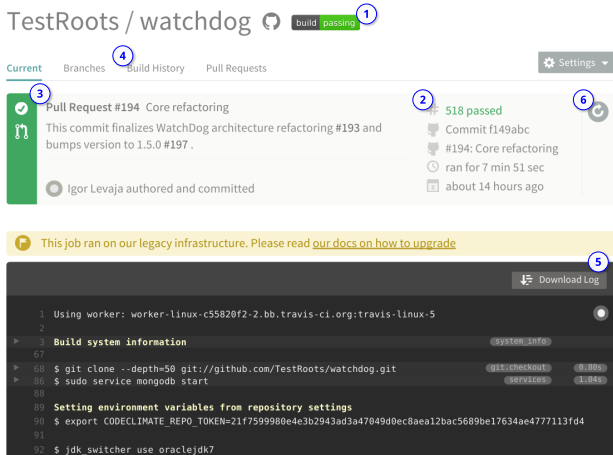 TestRoots / watchdog build passing 1
4
Current Branches Build History Pull Requests Settings
3 2 6
Pull Request #194 Core refactoring
This commit finalizes WatchDog architecture refactoring #193 and
bumps version to 1.5.0 #197 .
Igor Levaja authored and committed
# 518 passed
Commit f149abc
#194: Core refactoring
ran for 7 min 51 sec
about 14 hours ago
This job ran on our legacy infrastructure. Please read our docs on how to upgrade
5
Download Log
1 Using worker: worker-linux-c55820f2-2.bb.travis-ci.org:travis-linux-5
2
3 Build system information system_info
67
68 $ git clone --depth=50 git://github.com/TestRoots/watchdog.git git.checkout 0.80s
86 $ sudo service mongodb start services 1.04s
88
89 Setting environment variables from repository settings
90 $ export CODECLIMATE_REPO_TOKEN=21f7599980e4e3b2943ad3a47049d0ec8aea12bac5689be17634ae4777113fd4
91
92 $ jdk_switcher use oraclejdk7